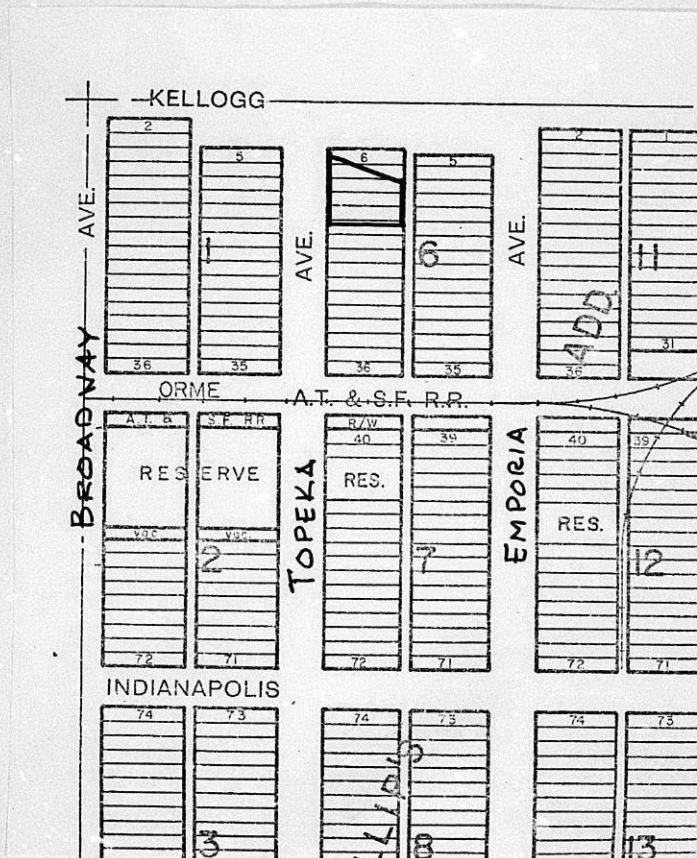 KELLOGG
2
5
6
5
2
1
AVE.
AVE.
AVE.
1
6
11
ADD.
31
36
35
36
35
36
BROADWAY
ORME
A.T. & S.F. R.R.
A.T. &
S.F. RR
R/W
40
39
40
39
RESERVE
RES.
RES.
TOPEKA
EMPORIA
Vac.
Vac.
2
7
12
72
71
72
71
72
71
INDIANAPOLIS
74
73
74
73
74
73
3
8
13